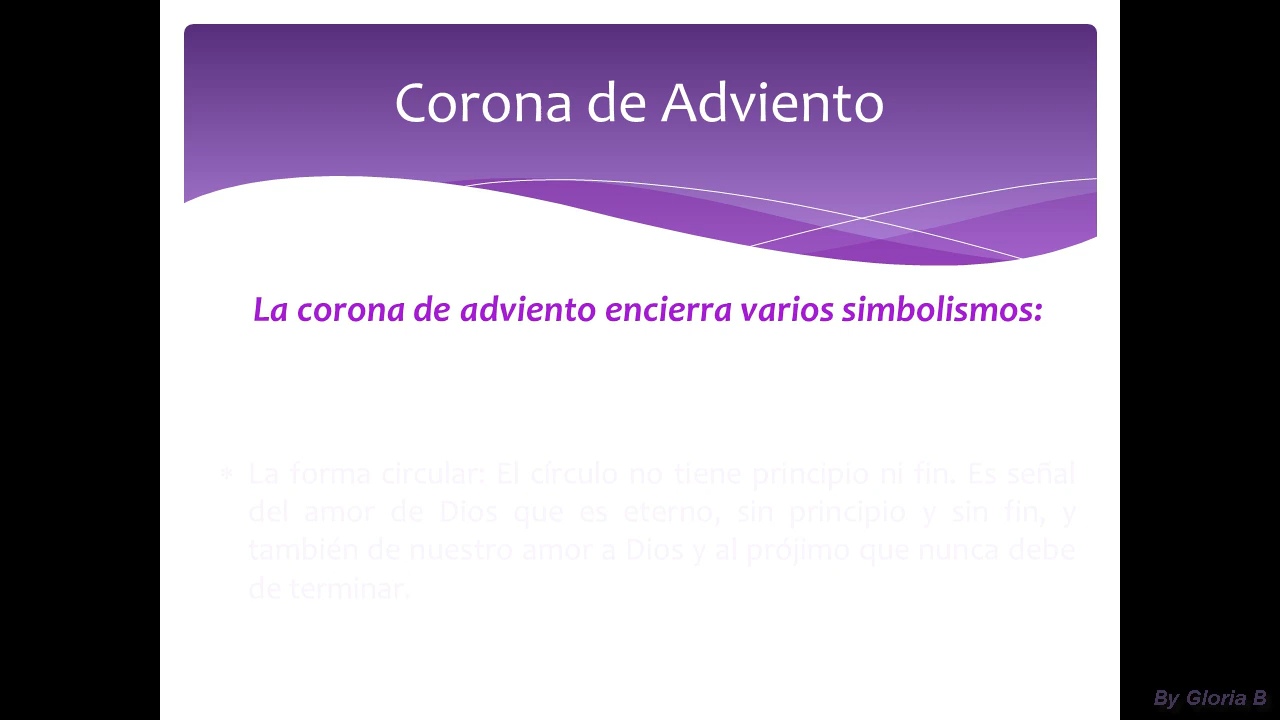 Corona de Adviento
La corona de adviento encierra varios simbolismos:
* La forma circular: El círculo no tiene principio ni fin. Es señal
del amor de Dios que es eterno, sin principio y sin fin, y
también de nuestro amor a Dios y al prójimo que nunca debe
de terminar.
By Gloria B